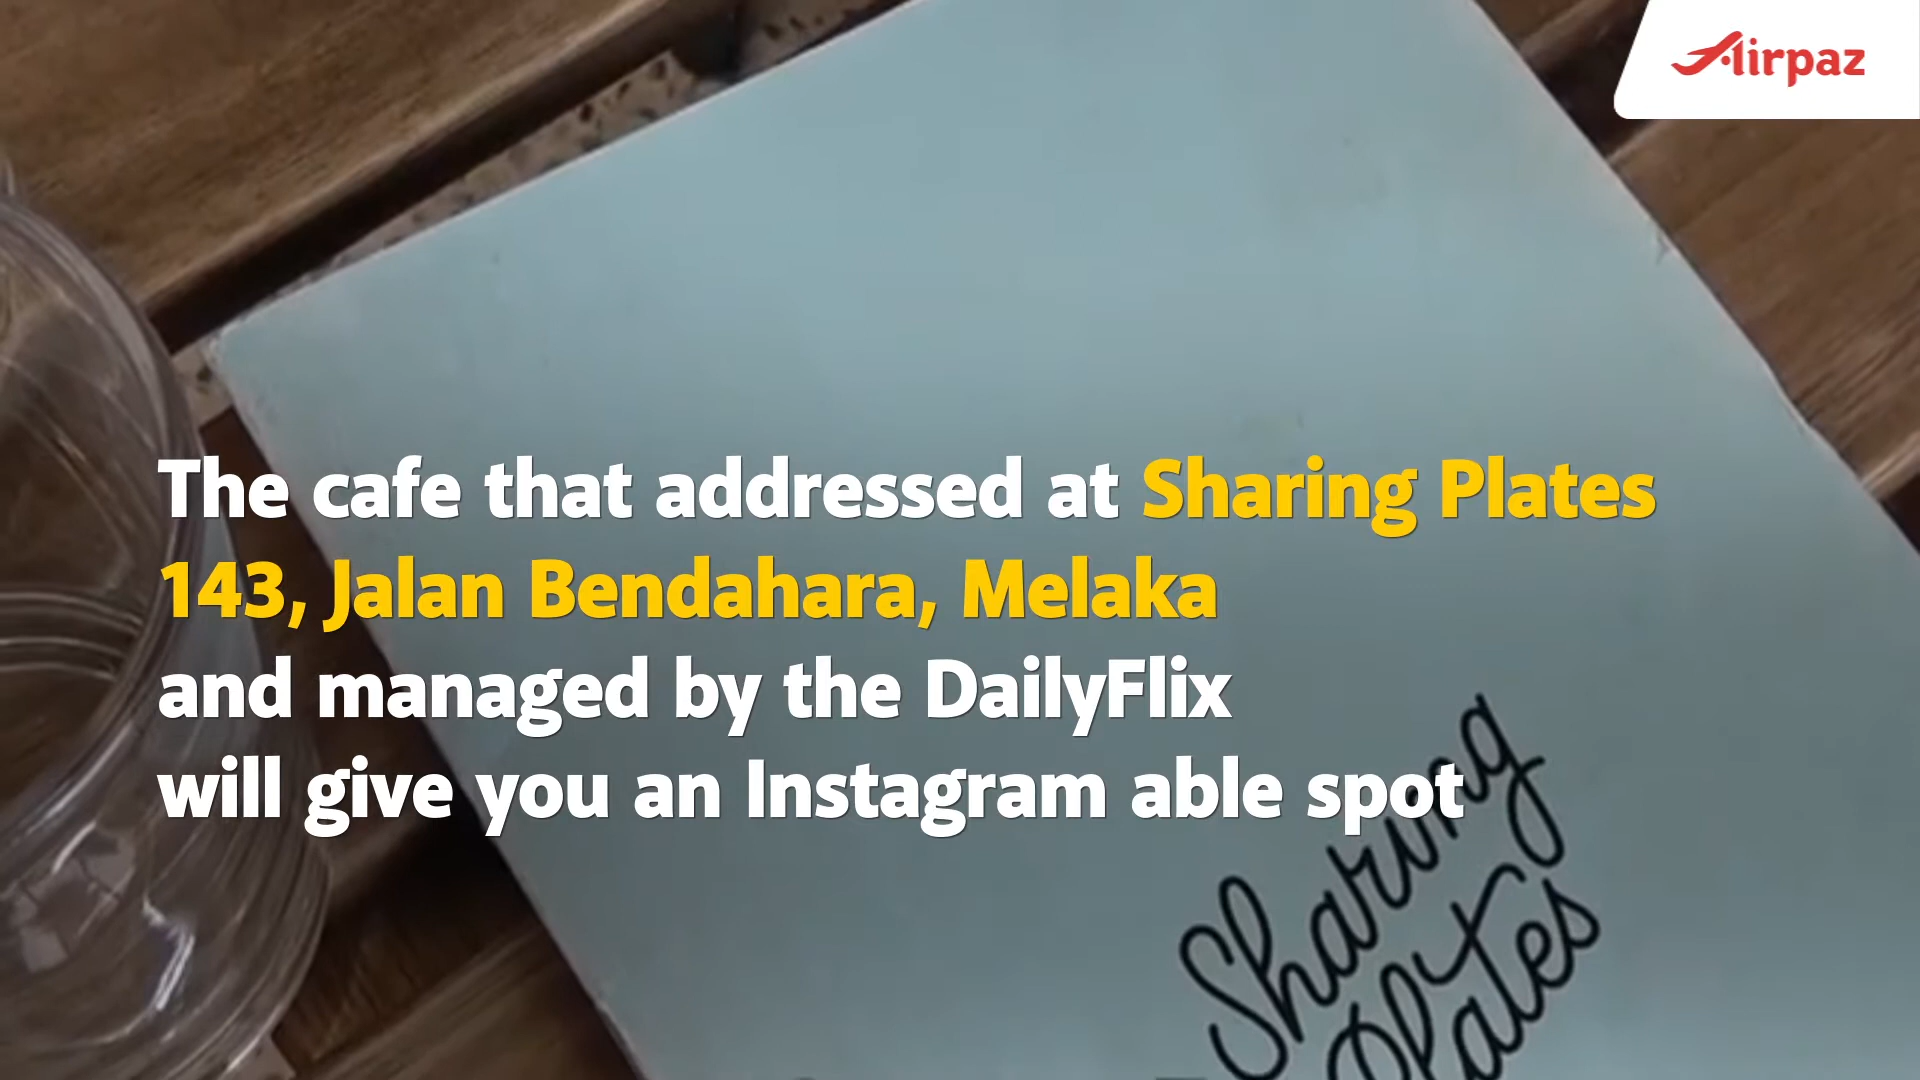 Airpaz
The cafe that addressed at Sharing Plates
143, Jalan Bendahara, Melaka
and managed by the DailyFlix
will give you an Instagram able spot
Sharing
Plates